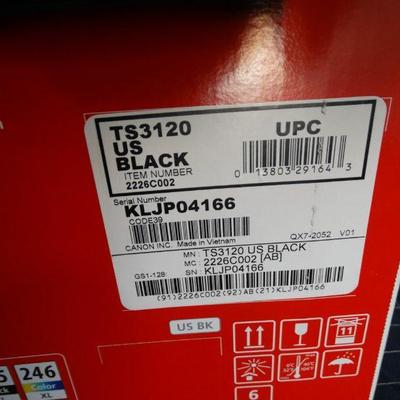 TS3120
US
BLACK
ITEM NUMBER
2226C002
UPC
0 13803 29164 3
Serial Number
KLJP04166
CODE39
CANON INC. Made in Vietnam
QX7-2052 V01
MN : TS3120 US BLACK
MC : 2226C002 [AB]
GS1-128: SN : KLJP04166
(91)2226C002(92)AB(21)KLJP04166
US BK
246
Color
XL
11
6